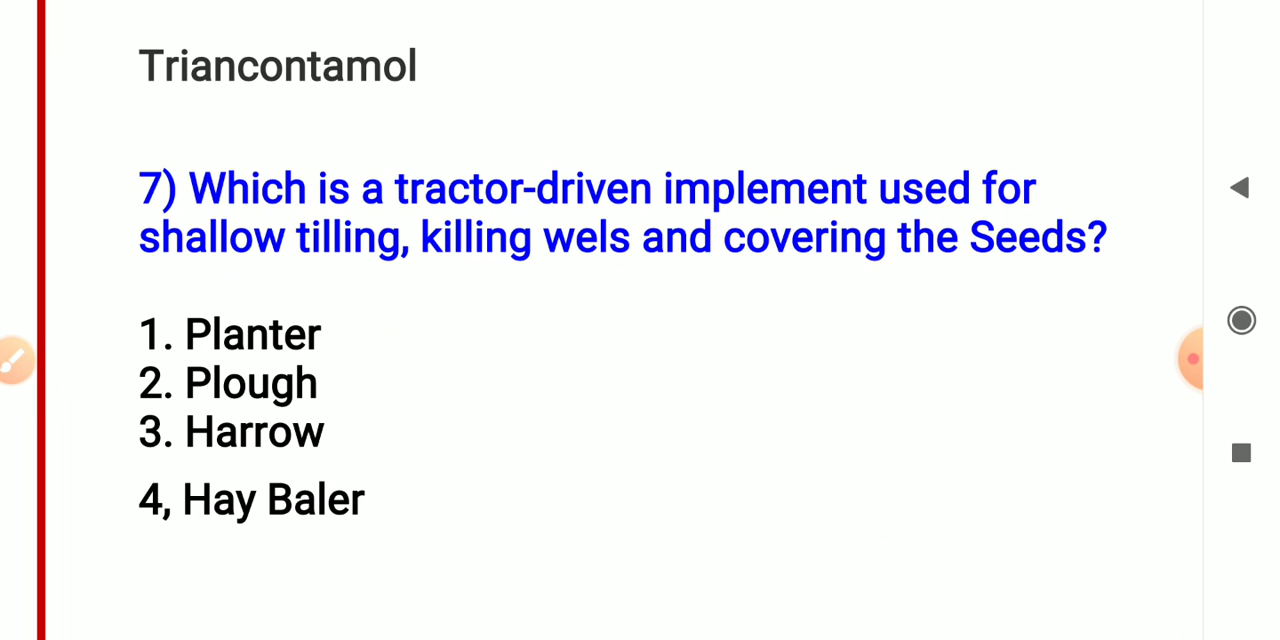 Triancontamol
7) Which is a tractor-driven implement used for
shallow tilling, killing wels and covering the Seeds?
1. Planter
2. Plough
3. Harrow
4, Hay Baler